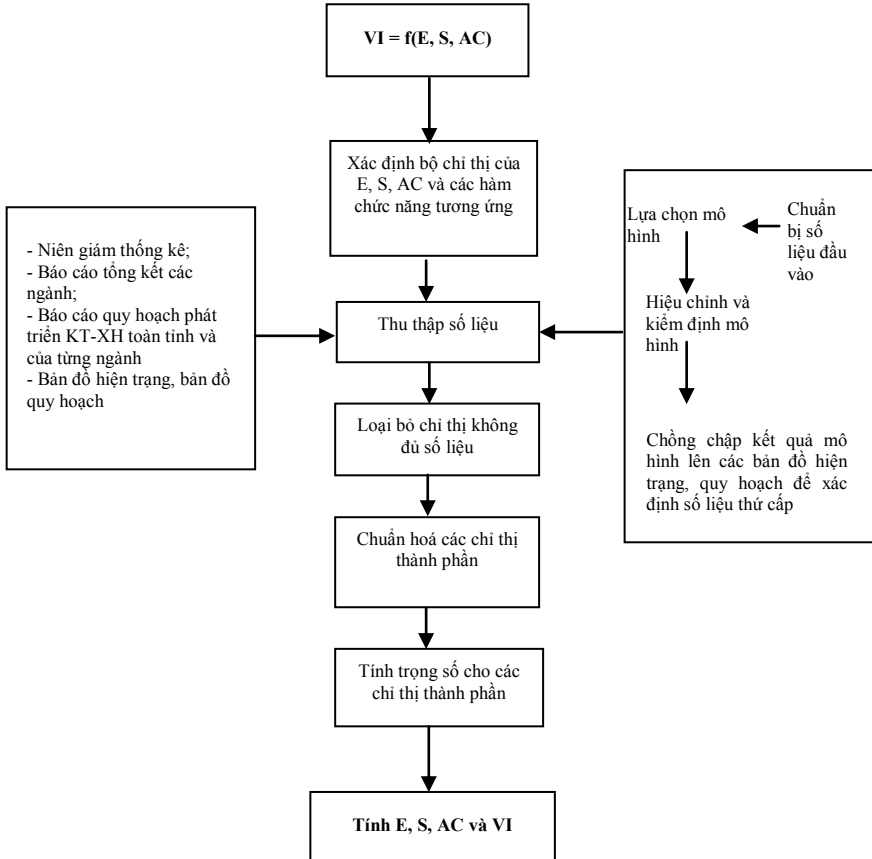 VI = f(E, S, AC)
Xác định bộ chỉ thị của
E, S, AC và các hàm
chức năng tương ứng
- Niên giám thống kê;
- Báo cáo tổng kết các
ngành;
- Báo cáo quy hoạch phát
triển KT-XH toàn tỉnh và
của từng ngành
- Bản đồ hiện trạng, bản đồ
quy hoạch
Thu thập số liệu
Lựa chọn mô
hình
Chuẩn
bị số
liệu đầu
vào
Hiệu chỉnh và
kiểm định mô
hình
Chồng chập kết quả mô
hình lên các bản đồ hiện
trạng, quy hoạch để xác
định số liệu thứ cấp
Loại bỏ chỉ thị không
đủ số liệu
Chuẩn hoá các chỉ thị
thành phần
Tính trọng số cho các
chỉ thị thành phần
Tính E, S, AC và VI